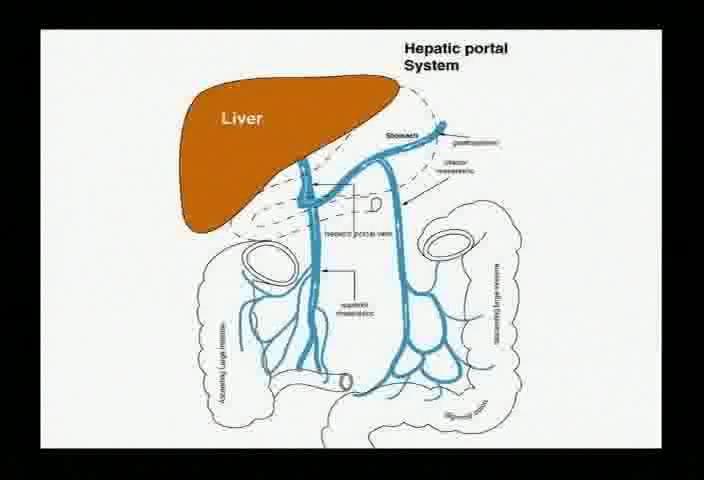 Hepatic portal
System
Liver
Stomach
inferior
mesenteric
hepatic portal vein
superior
mesenteric
Ascending Large intestine
descending large intestine
sigmoid colon